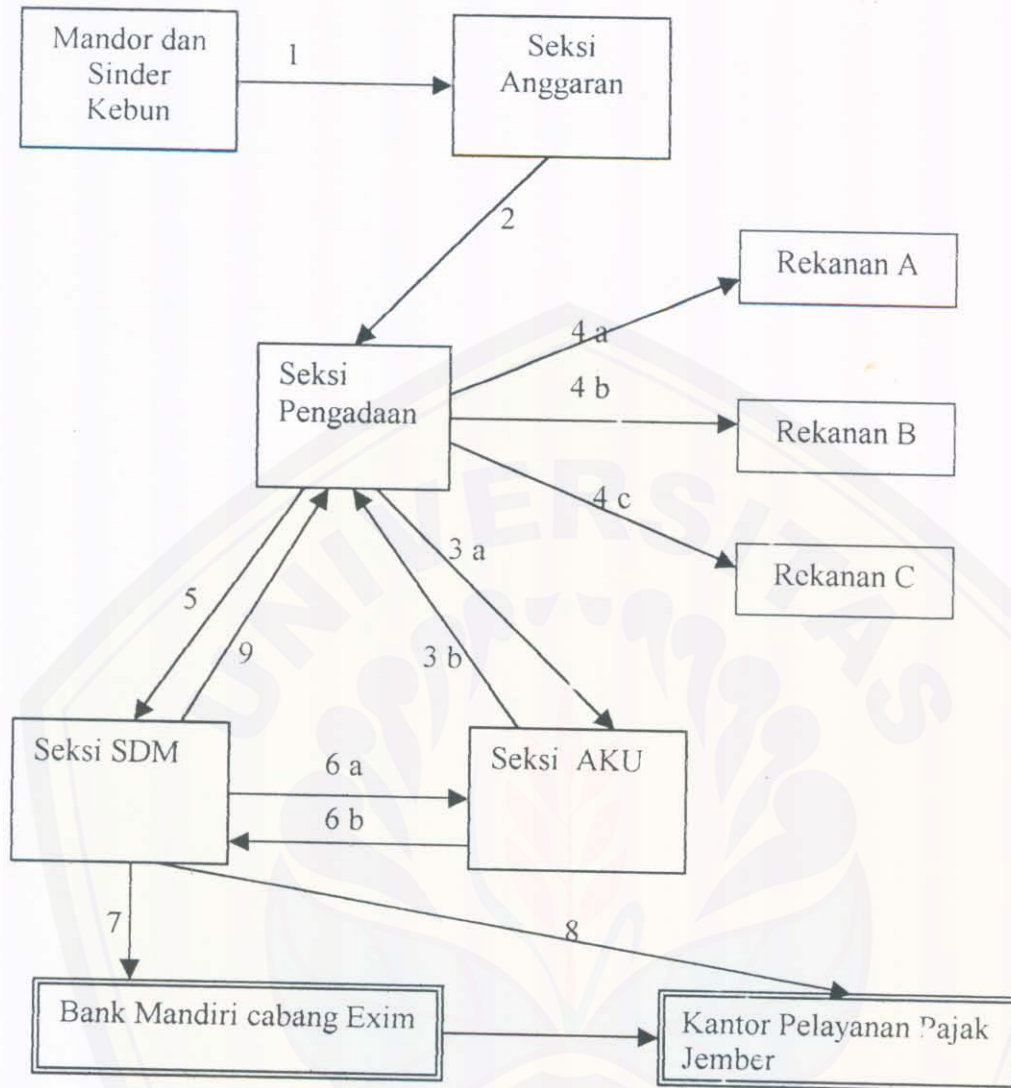 Mandor dan
Sinder
Kebun
1
Seksi
Anggaran
2
Rekanan A
4 a
Seksi
Pengadaan
4 b
Rekanan B
4 c
Rekanan C
UNIVERSITAS
3 a
5
9
3 b
Seksi SDM
Seksi AKU
6 a
6 b
7
8
Bank Mandiri cabang Exim
Kantor Pelayanan Pajak
Jember